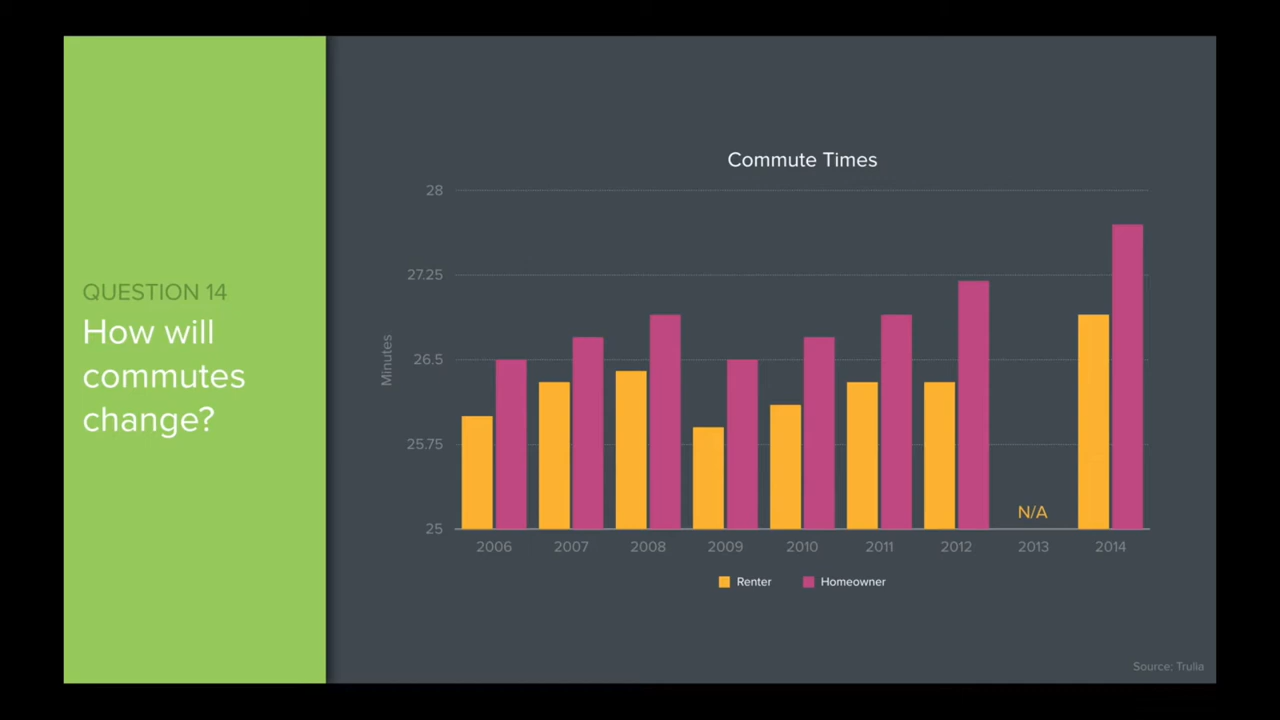 QUESTION 14
How will
commutes
change?
Commute Times
28
27.25
26.5
25.75
25
Minutes
N/A
2006 2007 2008 2009 2010 2011 2012 2013 2014
Renter Homeowner
Source: Trulia